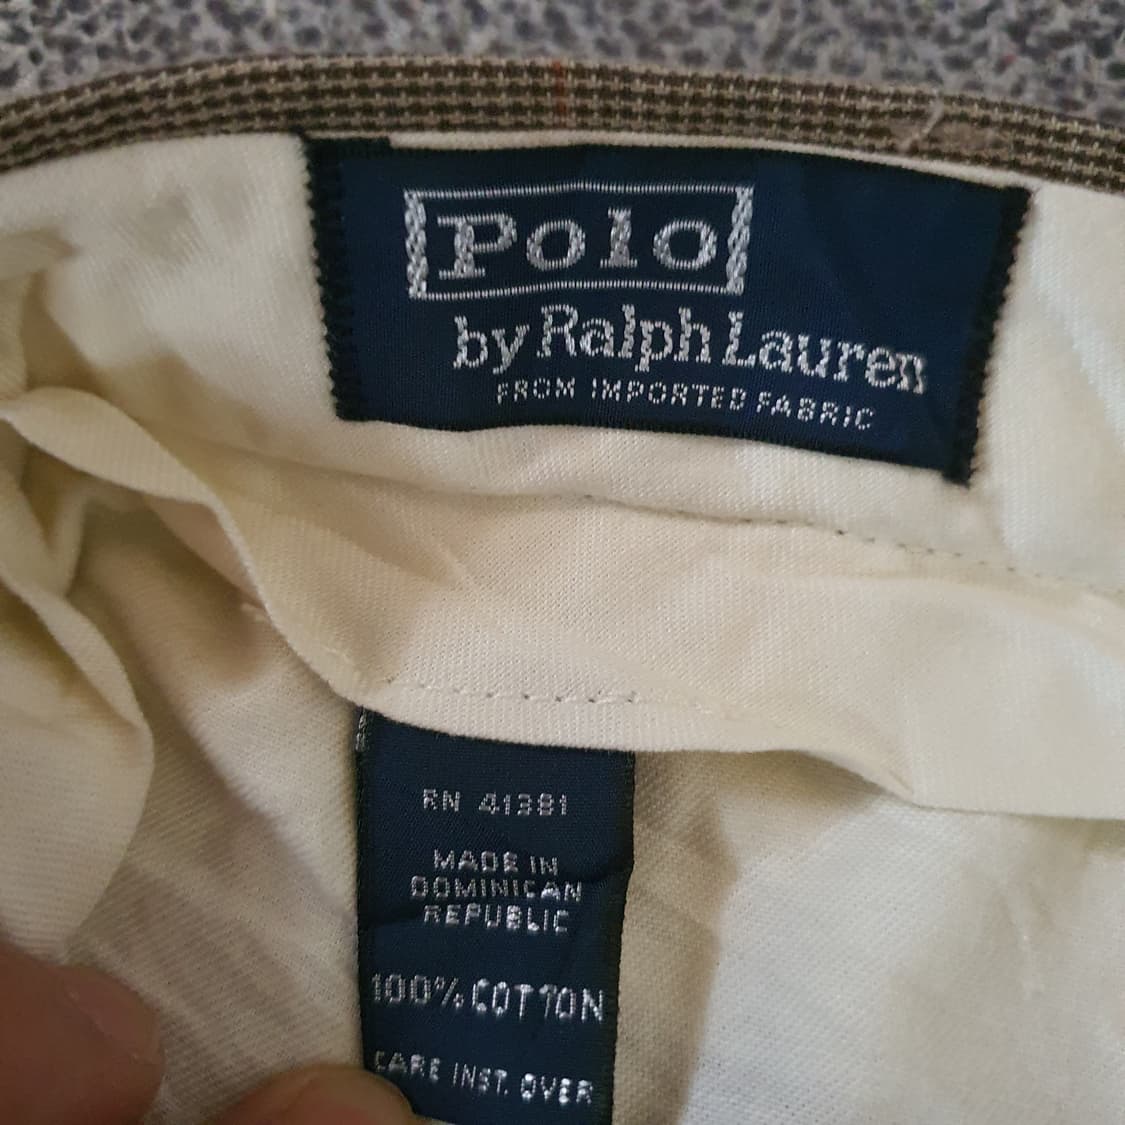 Polo
by Ralph Lauren
FROM IMPORTED FABRIC
RN 41381
MADE IN
DOMINICAN
REPUBLIC
100% COTTON
CARE INST. OVER